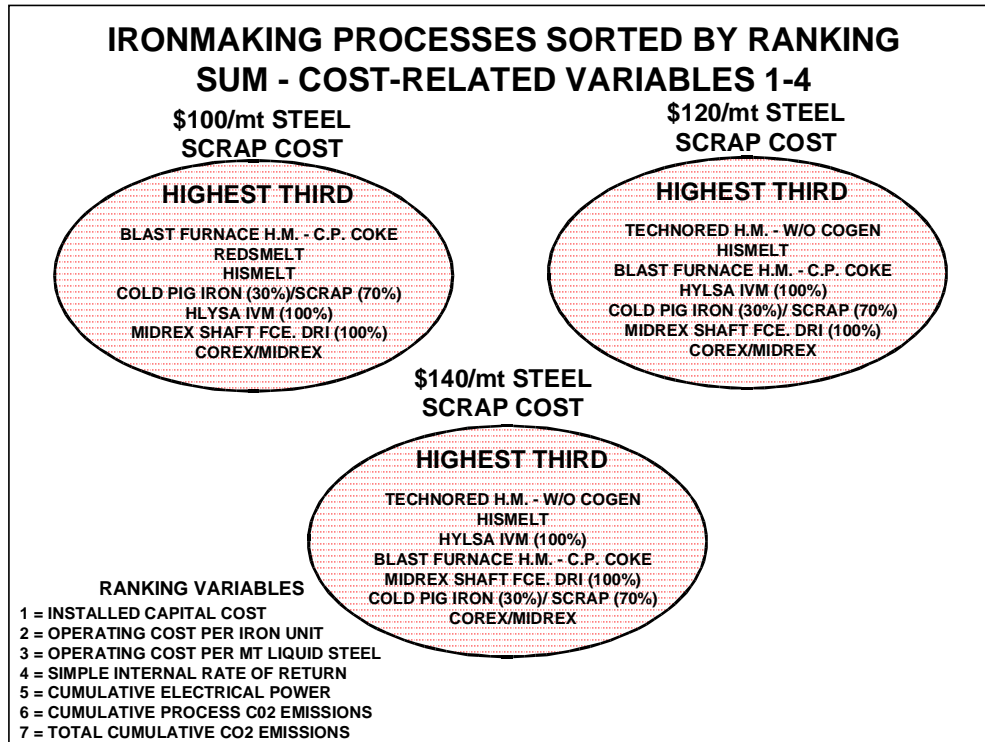 IRONMAKING PROCESSES SORTED BY RANKING
SUM - COST-RELATED VARIABLES 1-4
$100/mt STEEL
SCRAP COST
HIGHEST THIRD
BLAST FURNACE H.M. - C.P. COKE
REDSMELT
HISMELT
COLD PIG IRON (30%)/SCRAP (70%)
HLYSA IVM (100%)
MIDREX SHAFT FCE. DRI (100%)
COREX/MIDREX
$120/mt STEEL
SCRAP COST
HIGHEST THIRD
TECHNORED H.M. - W/O COGEN
HISMELT
BLAST FURNACE H.M. - C.P. COKE
HYLSA IVM (100%)
COLD PIG IRON (30%)/ SCRAP (70%)
MIDREX SHAFT FCE. DRI (100%)
COREX/MIDREX
$140/mt STEEL
SCRAP COST
HIGHEST THIRD
TECHNORED H.M. - W/O COGEN
HISMELT
HYLSA IVM (100%)
BLAST FURNACE H.M. - C.P. COKE
MIDREX SHAFT FCE. DRI (100%)
COLD PIG IRON (30%)/ SCRAP (70%)
COREX/MIDREX
RANKING VARIABLES
1 = INSTALLED CAPITAL COST
2 = OPERATING COST PER IRON UNIT
3 = OPERATING COST PER MT LIQUID STEEL
4 = SIMPLE INTERNAL RATE OF RETURN
5 = CUMULATIVE ELECTRICAL POWER
6 = CUMULATIVE PROCESS C02 EMISSIONS
7 = TOTAL CUMULATIVE CO2 EMISSIONS